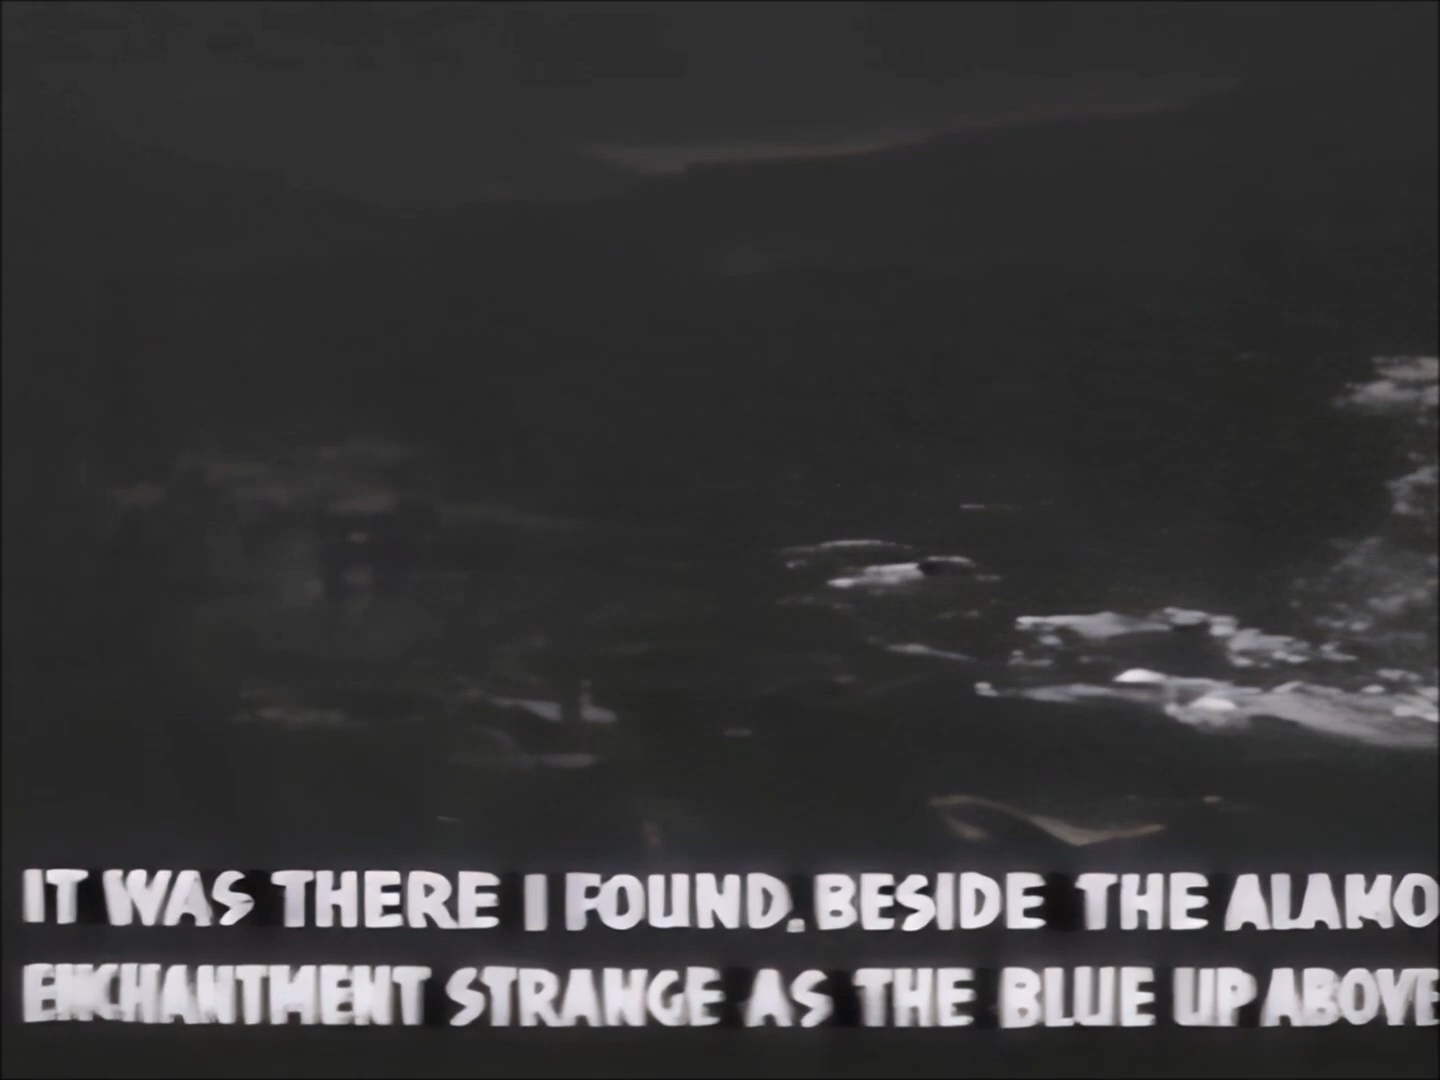 IT WAS THERE I FOUND. BESIDE THE ALAMO
ENCHANTMENT STRANGE AS THE BLUE UP ABOVE